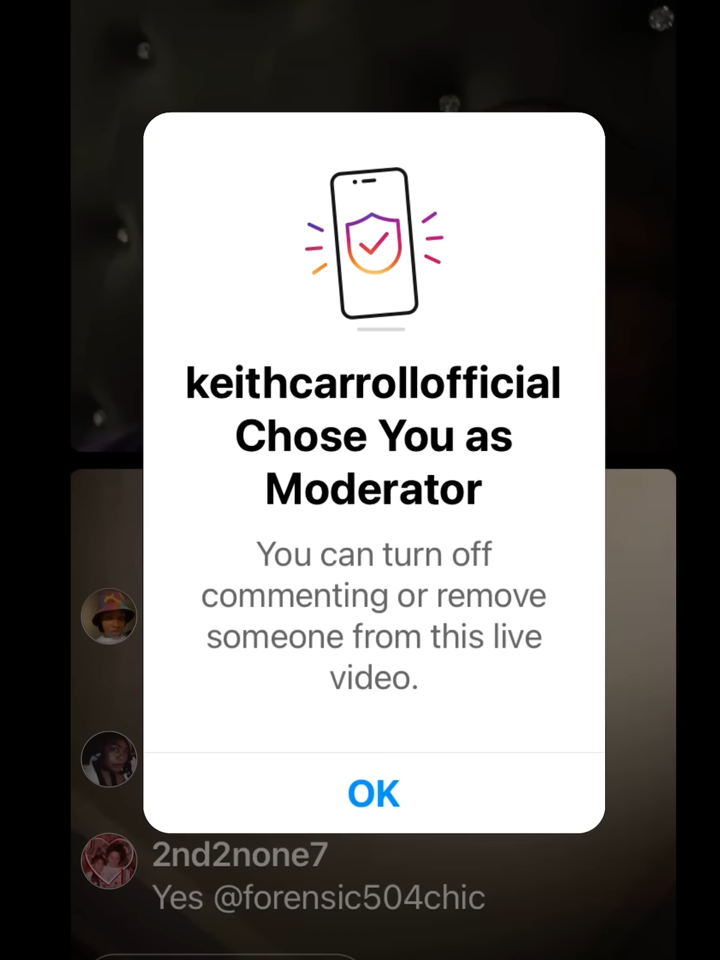 keithcarrollofficial
Chose You as
Moderator
You can turn off
commenting or remove
someone from this live
video.
OK
2nd2none7
Yes @forensic504chic